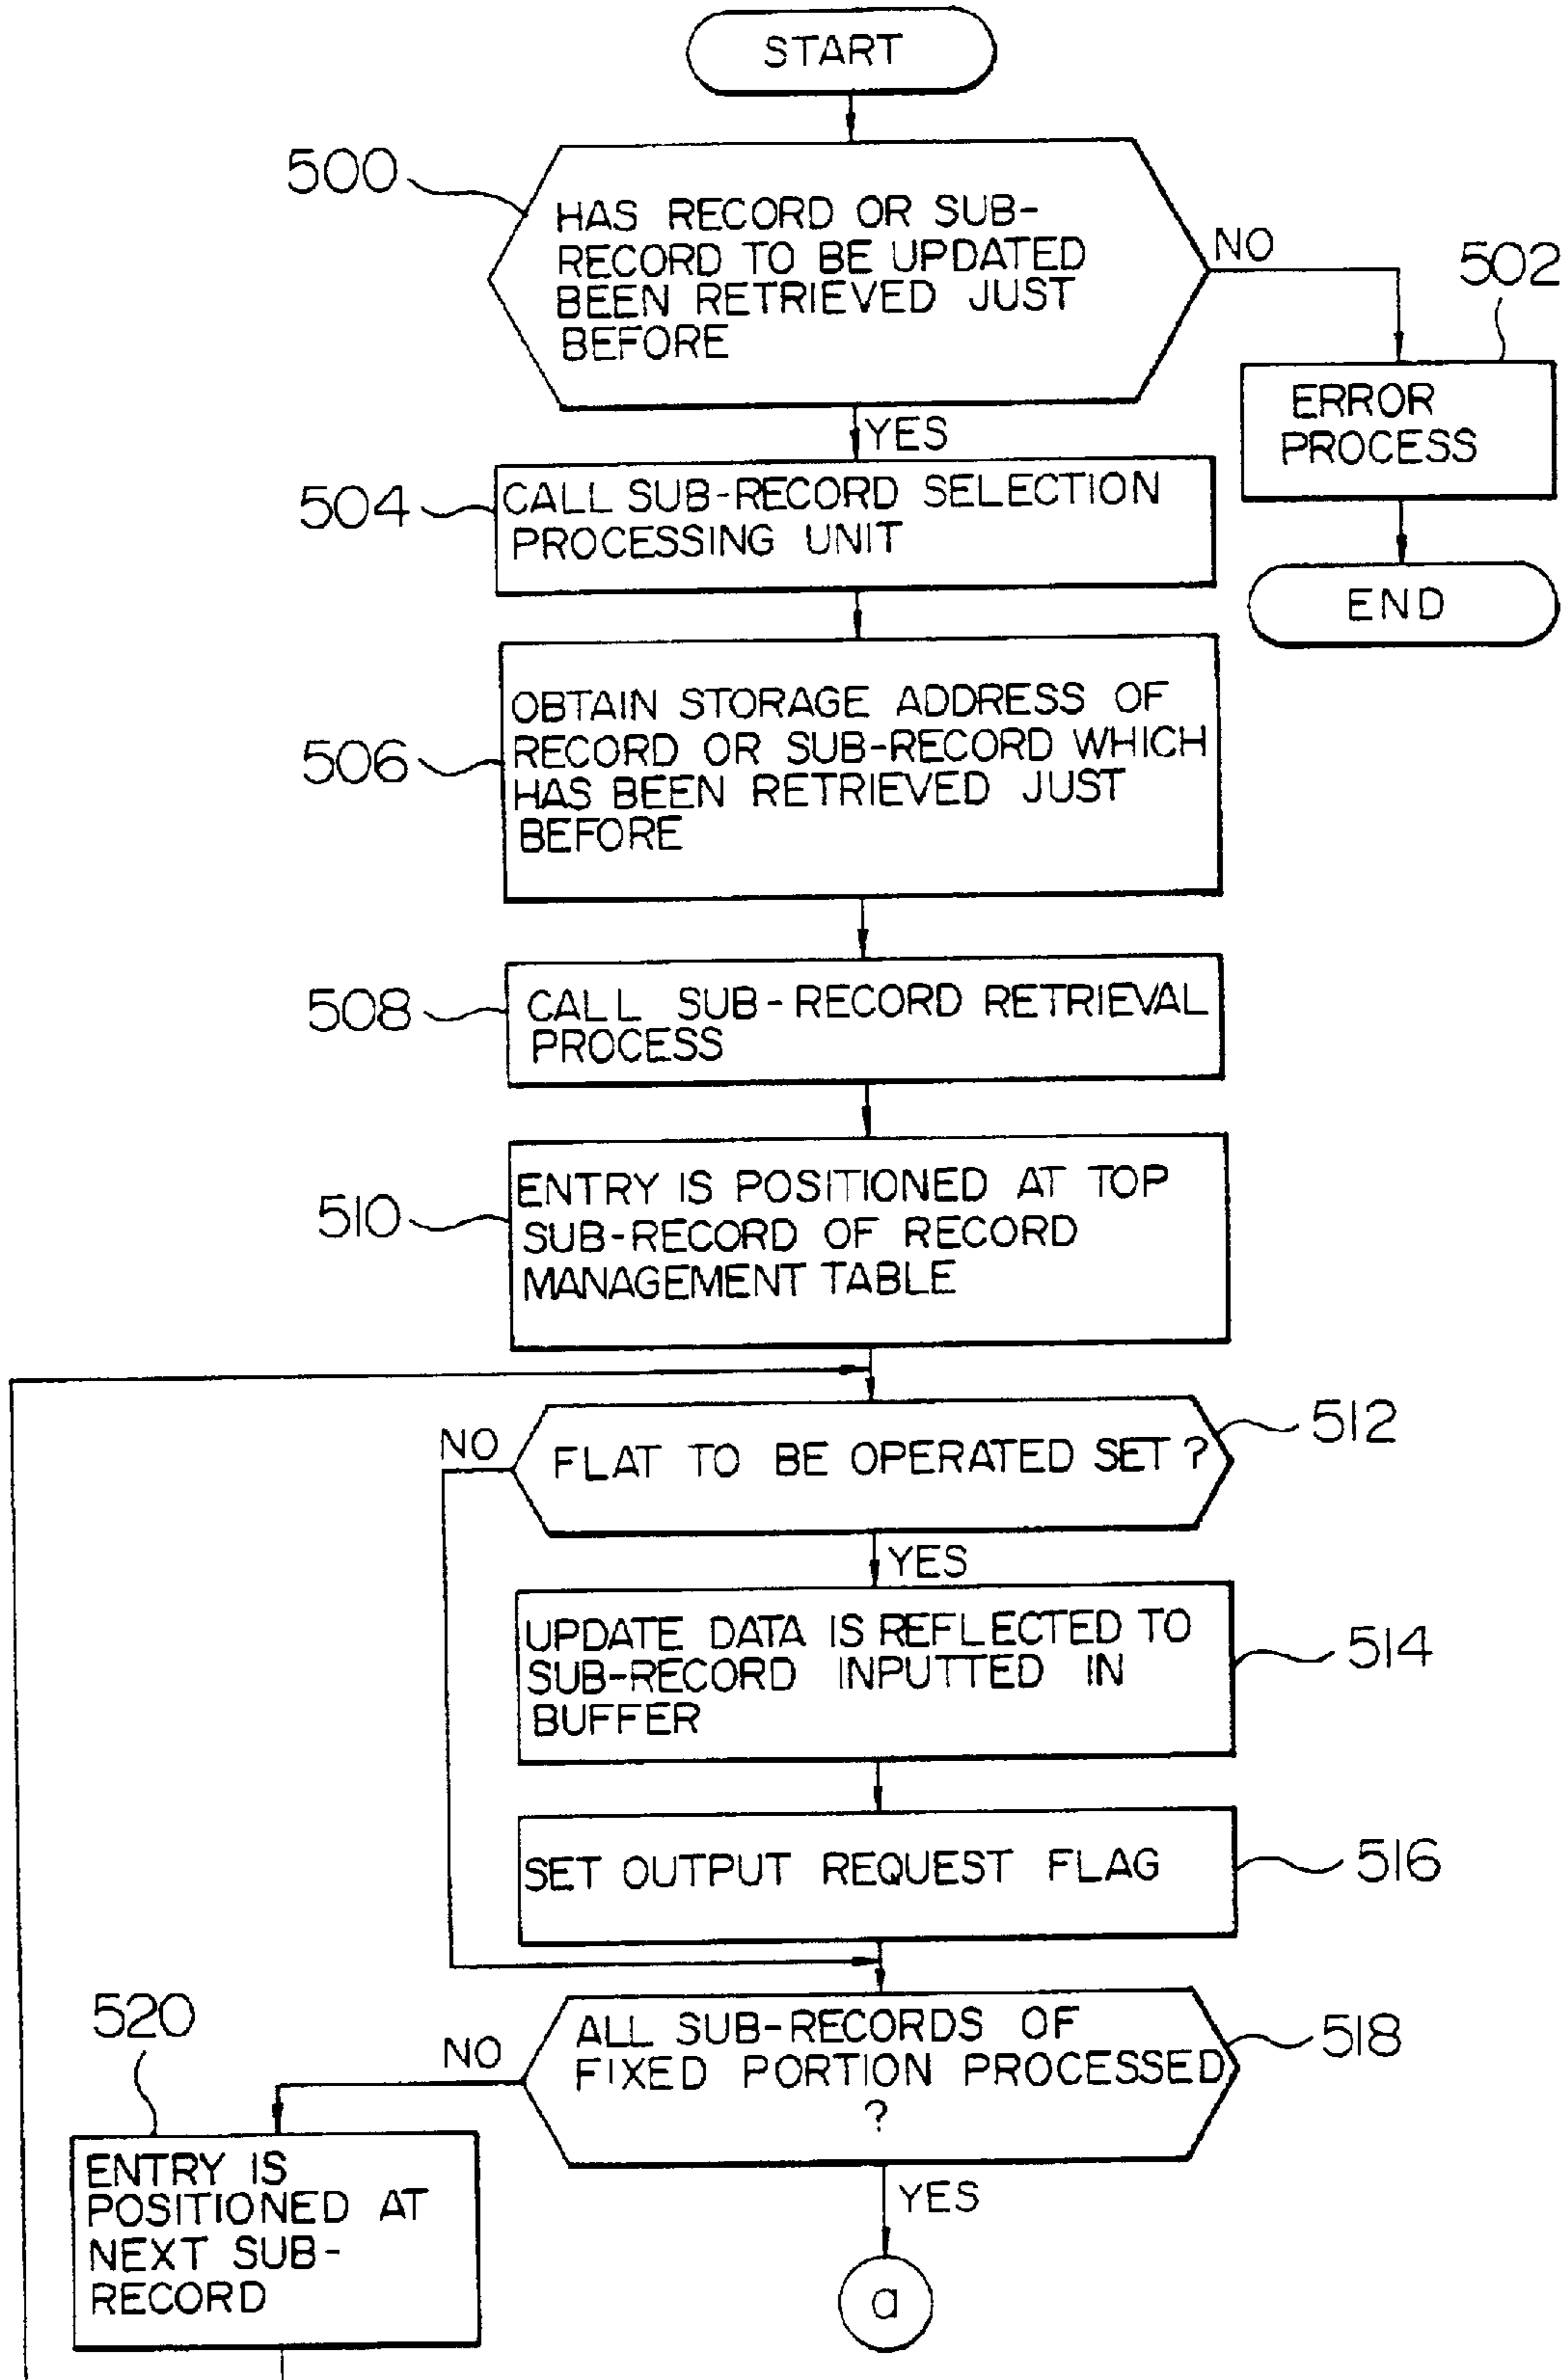 START
500
HAS RECORD OR SUB-
RECORD TO BE UPDATED
BEEN RETRIEVED JUST
BEFORE
NO
502
ERROR
PROCESS
YES
504
CALL SUB-RECORD SELECTION
PROCESSING UNIT
END
506
OBTAIN STORAGE ADDRESS OF
RECORD OR SUB-RECORD WHICH
HAS BEEN RETRIEVED JUST
BEFORE
508
CALL SUB-RECORD RETRIEVAL
PROCESS
510
ENTRY IS POSITIONED AT TOP
SUB-RECORD OF RECORD
MANAGEMENT TABLE
NO
FLAT TO BE OPERATED SET ?
512
YES
UPDATE DATA IS REFLECTED TO
SUB-RECORD INPUTTED IN
BUFFER
514
SET OUTPUT REQUEST FLAG
516
520
NO
ALL SUB-RECORDS OF
FIXED PORTION PROCESSED
?
518
ENTRY IS
POSITIONED AT
NEXT SUB-
RECORD
YES
a